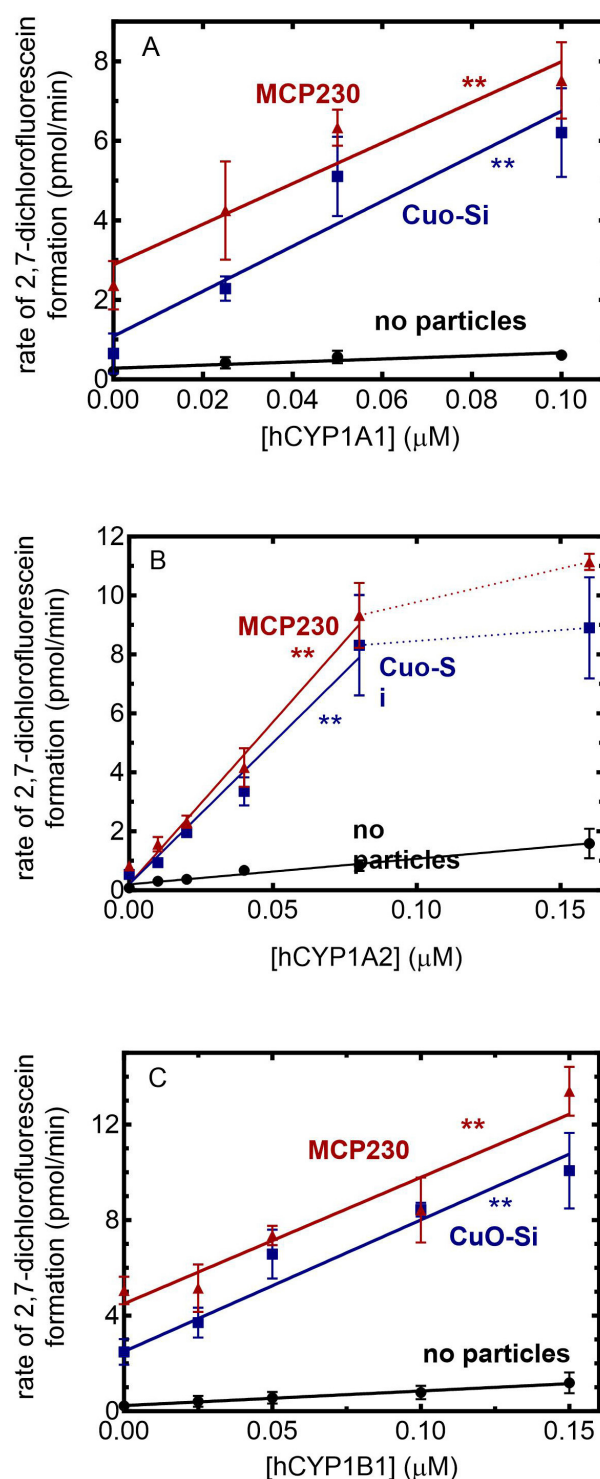 A
8
6
4
2
0
rate of 2,7-dichlorofluorescein
formation (pmol/min)
MCP230
**
**
Cuo-Si
no particles
0.00 0.02 0.04 0.06 0.08 0.10
[hCYP1A1] (μM)
B
12
10
8
6
4
2
0
rate of 2,7-dichlorofluorescein
formation (pmol/min)
MCP230
**
Cuo-S
i
**
no
particles
0.00 0.05 0.10 0.15
[hCYP1A2] (μM)
C
12
8
4
0
rate of 2,7-dichlorofluorescein
formation (pmol/min)
**
MCP230
**
CuO-Si
no particles
0.00 0.05 0.10 0.15
[hCYP1B1] (μM)